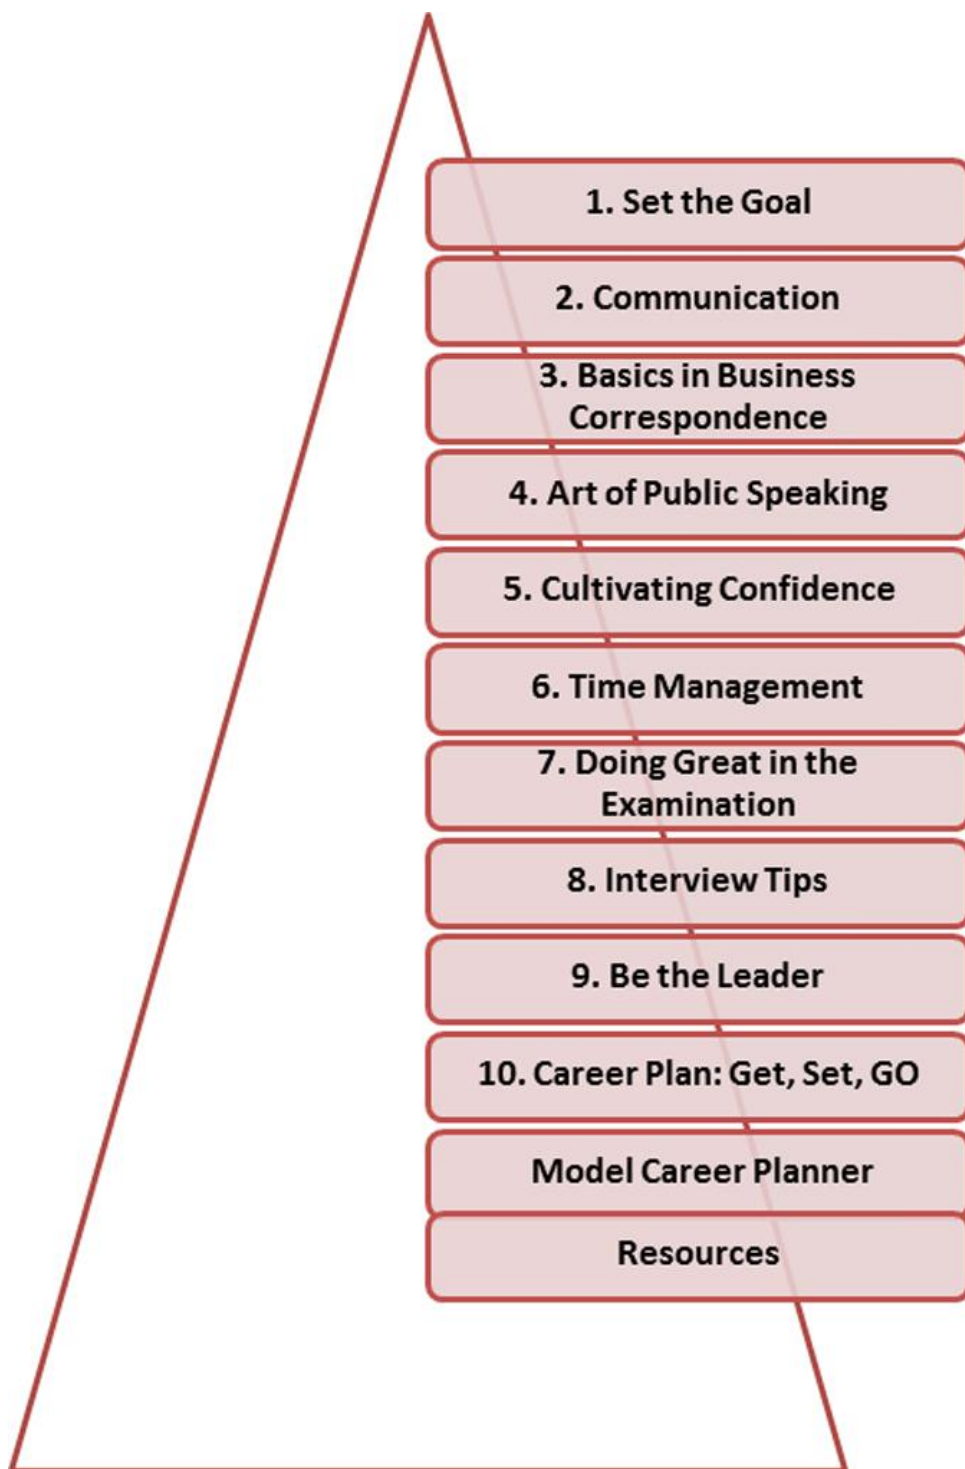 1. Set the Goal
2. Communication
3. Basics in Business
Correspondence
4. Art of Public Speaking
5. Cultivating Confidence
6. Time Management
7. Doing Great in the
Examination
8. Interview Tips
9. Be the Leader
10. Career Plan: Get, Set, GO
Model Career Planner
Resources